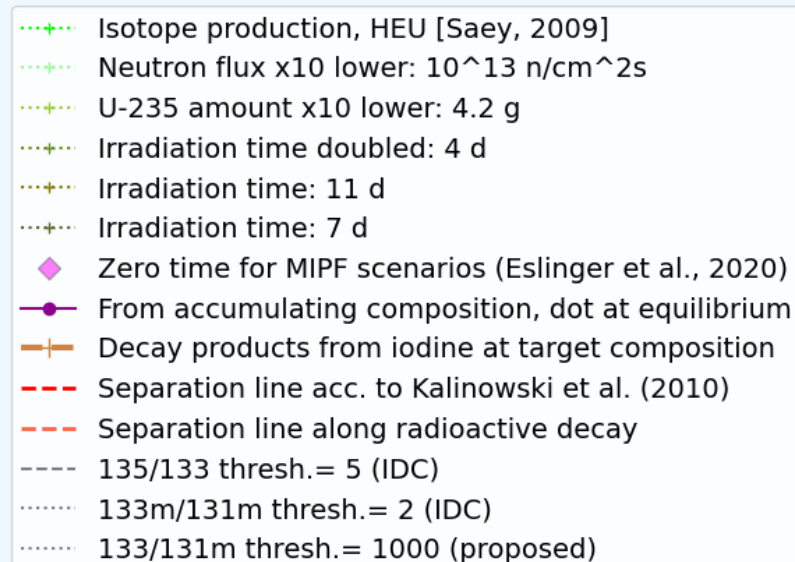 Isotope production, HEU [Saey, 2009]
Neutron flux x10 lower: 10^13 n/cm^2s
U-235 amount x10 lower: 4.2 g
Irradiation time doubled: 4 d
Irradiation time: 11 d
Irradiation time: 7 d
Zero time for MIPF scenarios (Eslinger et al., 2020)
From accumulating composition, dot at equilibrium
Decay products from iodine at target composition
Separation line acc. to Kalinowski et al. (2010)
Separation line along radioactive decay
135/133 thresh.= 5 (IDC)
133m/131m thresh.= 2 (IDC)
133/131m thresh.= 1000 (proposed)